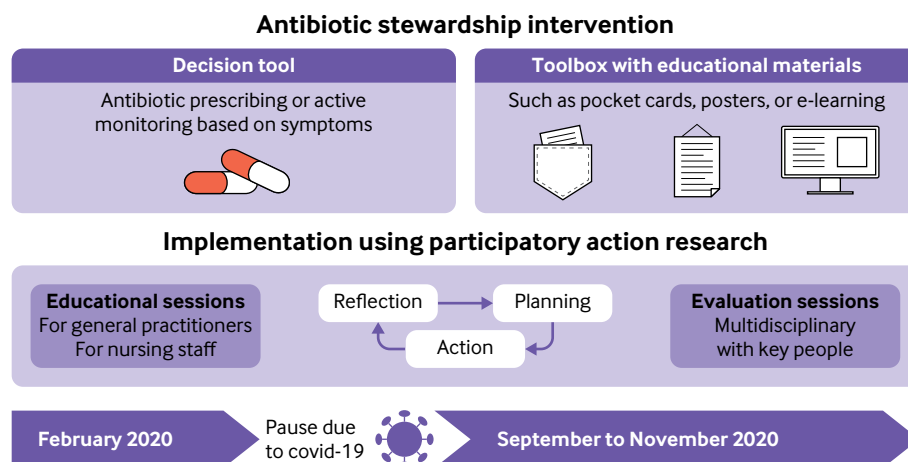 Antibiotic stewardship intervention
Decision tool
Antibiotic prescribing or active
monitoring based on symptoms
Toolbox with educational materials
Such as pocket cards, posters, or e-learning
Implementation using participatory action research
Educational sessions
For general practitioners
For nursing staff
Reflection
Planning
Action
Evaluation sessions
Multidisciplinary
with key people
February 2020
Pause due
to covid-19
September to November 2020